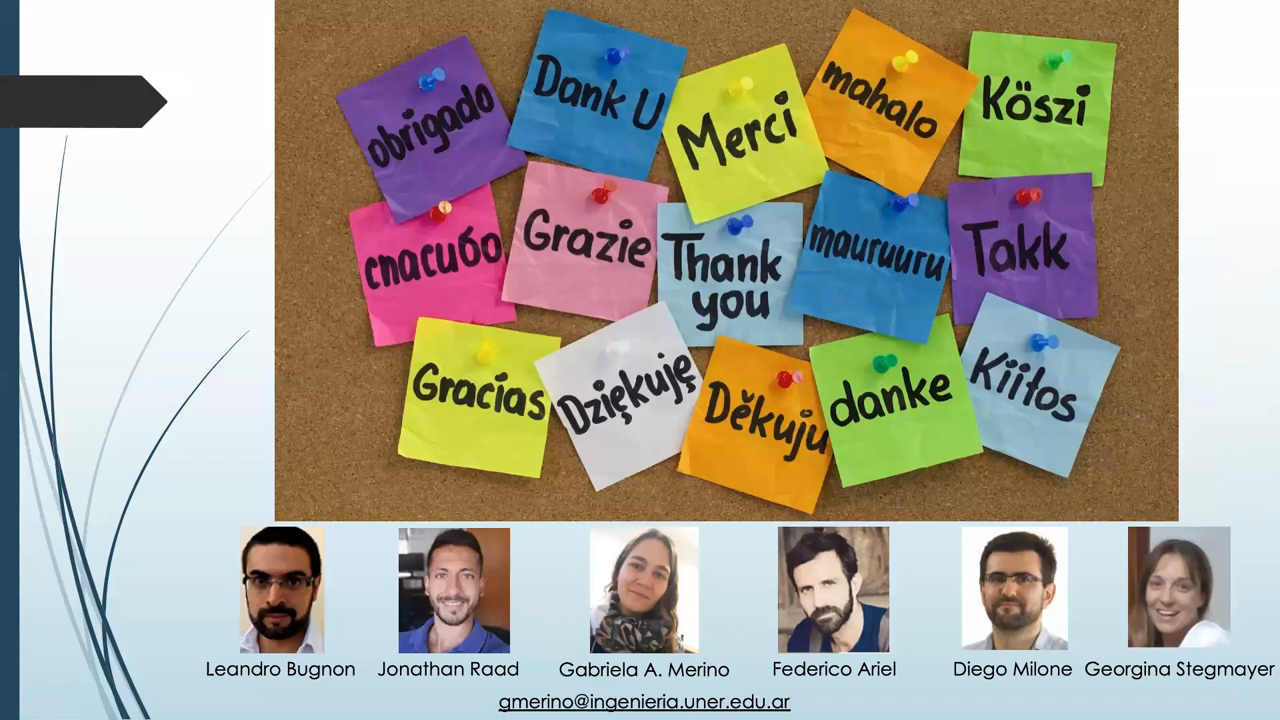 obrigado
Dank U
Merci
mahalo
Köszi
спасибо
Grazie
Thank
you
mauruuru
Takk
Gracias
Dziękuję
Děkuju
danke
Kiitos
Leandro Bugnon
Jonathan Raad
Gabriela A. Merino
Federico Ariel
Diego Milone
Georgina Stegmayer
gmerino@ingenieria.uner.edu.ar